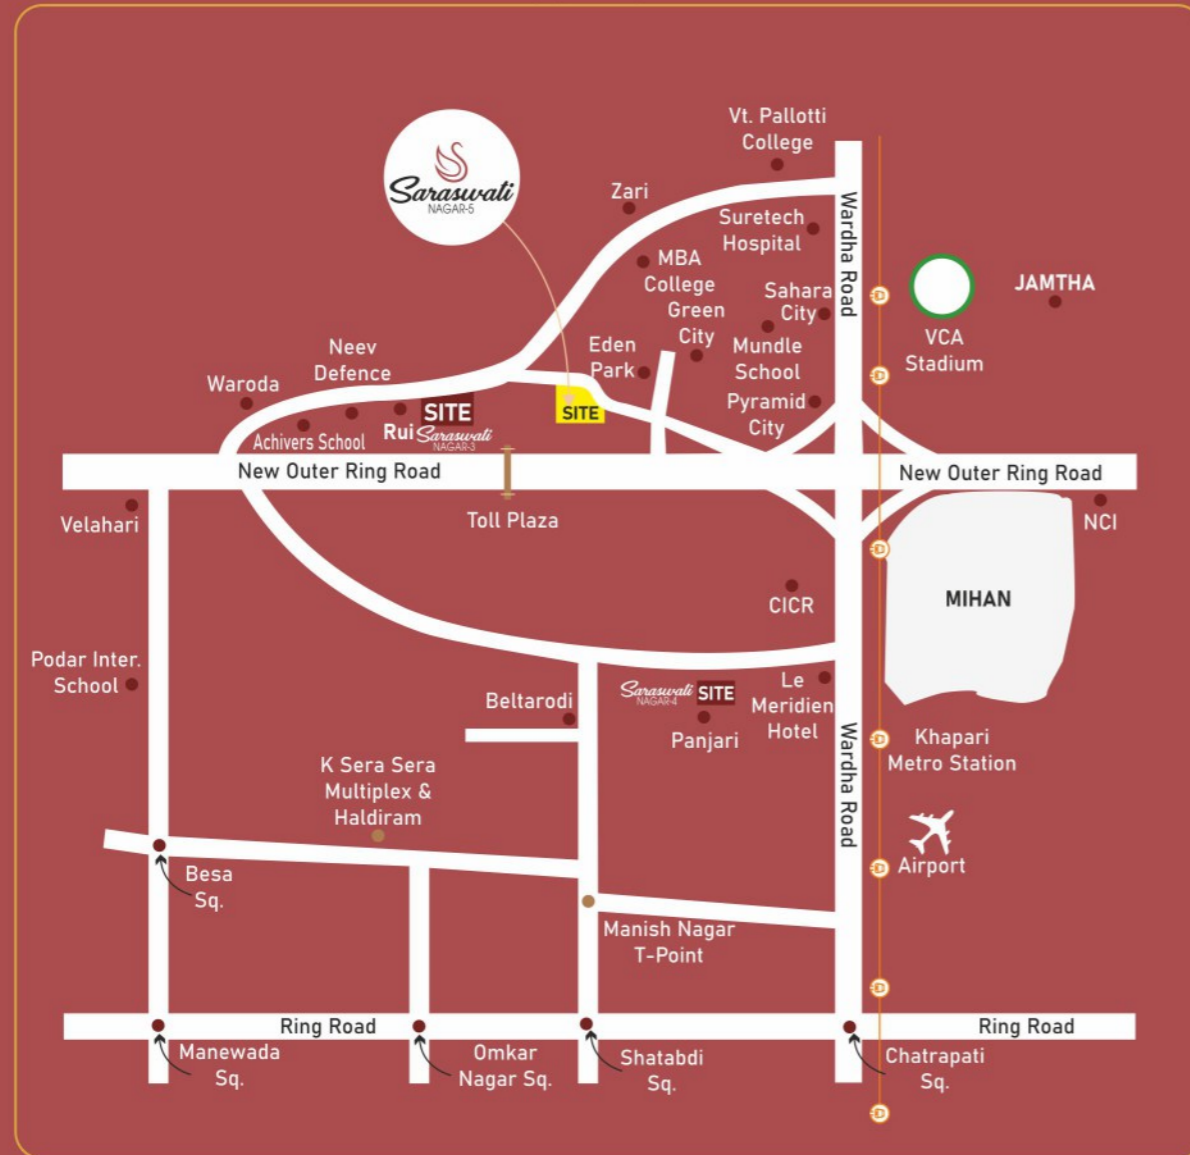 Vt. Pallotti
College
Saraswati
NAGAR-5
Zari
Wardha Road
Suretech
Hospital
MBA
College
Green
City
Sahara
City
JAMTHA
VCA
Stadium
Neev
Defence
Eden
Park
Mundle
School
Waroda
Pyramid
City
SITE
SITE
Achivers School
Rui
Saraswati
NAGAR-3
New Outer Ring Road
New Outer Ring Road
Velahari
Toll Plaza
NCI
MIHAN
CICR
Podar Inter.
School
Saraswati
NAGAR-4
SITE
Le
Meridien
Hotel
Beltarodi
Panjari
Wardha Road
Khapari
Metro Station
K Sera Sera
Multiplex &
Haldiram
Airport
Besa
Sq.
Manish Nagar
T-Point
Ring Road
Ring Road
Manewada
Sq.
Omkar
Nagar Sq.
Shatabdi
Sq.
Chatrapati
Sq.